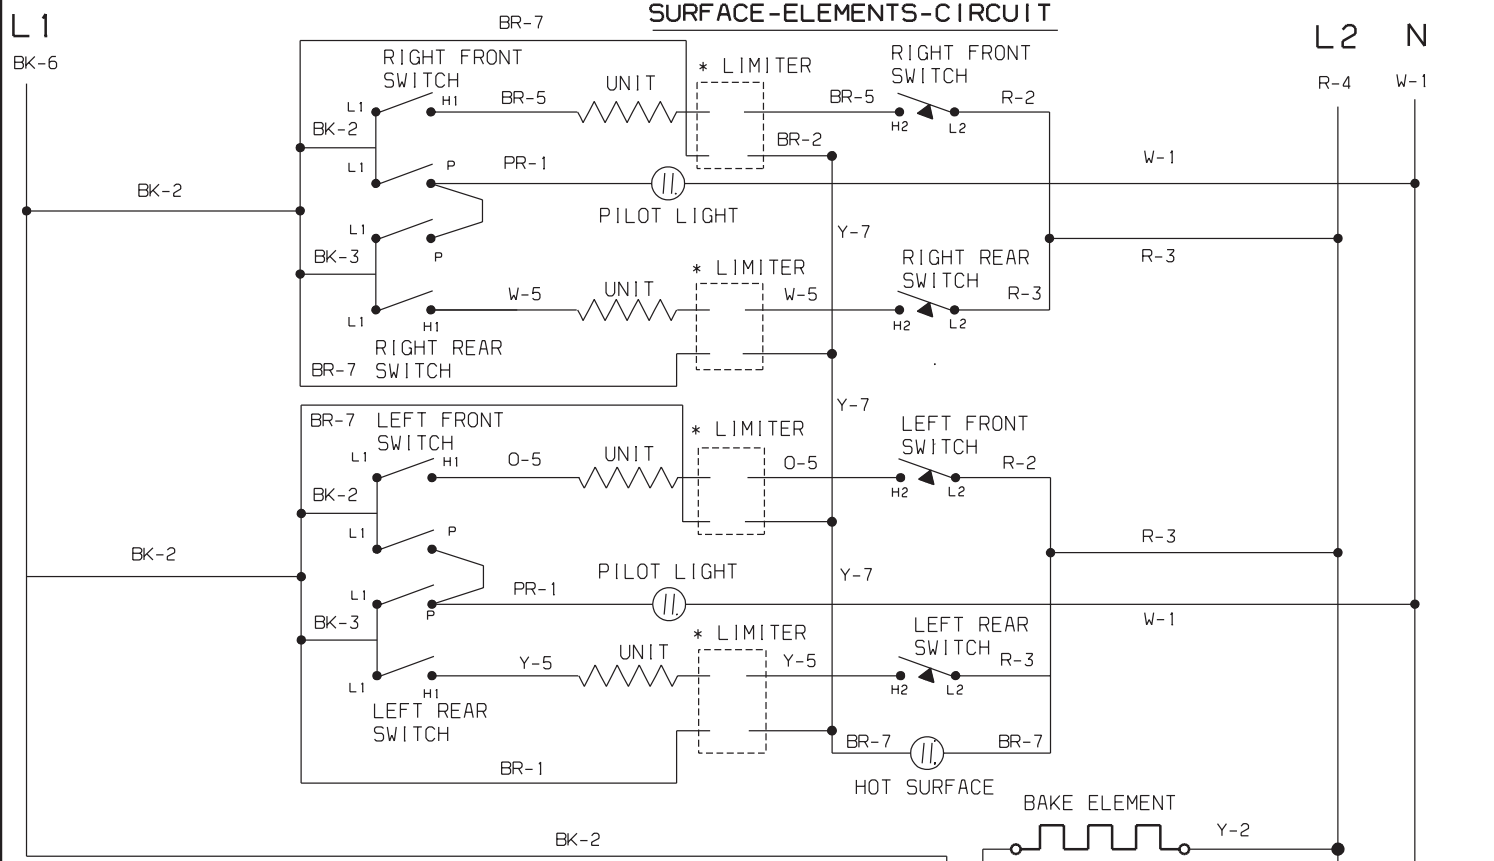 SURFACE-ELEMENTS-CIRCUIT
L1
BK-6
BR-7
L2
N
R-4
W-1
RIGHT FRONT
SWITCH
UNIT
* LIMITER
RIGHT FRONT
SWITCH
L1
H1
BR-5
BR-5
R-2
H2
L2
BK-2
BR-2
L1
P
PR-1
W-1
PILOT LIGHT
BK-2
L1
P
Y-7
BK-3
R-3
RIGHT REAR
SWITCH
* LIMITER
UNIT
W-5
W-5
R-3
L1
H1
H2
L2
RIGHT REAR
SWITCH
BR-7
Y-7
BR-7
LEFT FRONT
SWITCH
* LIMITER
LEFT FRONT
SWITCH
L1
H1
O-5
UNIT
O-5
R-2
H2
L2
BK-2
L1
P
R-3
BK-2
PILOT LIGHT
Y-7
L1
P
PR-1
W-1
BK-3
* LIMITER
LEFT REAR
SWITCH
UNIT
Y-5
Y-5
R-3
L1
H1
H2
L2
LEFT REAR
SWITCH
BR-7
BR-7
BR-1
HOT SURFACE
BAKE ELEMENT
BK-2
Y-2